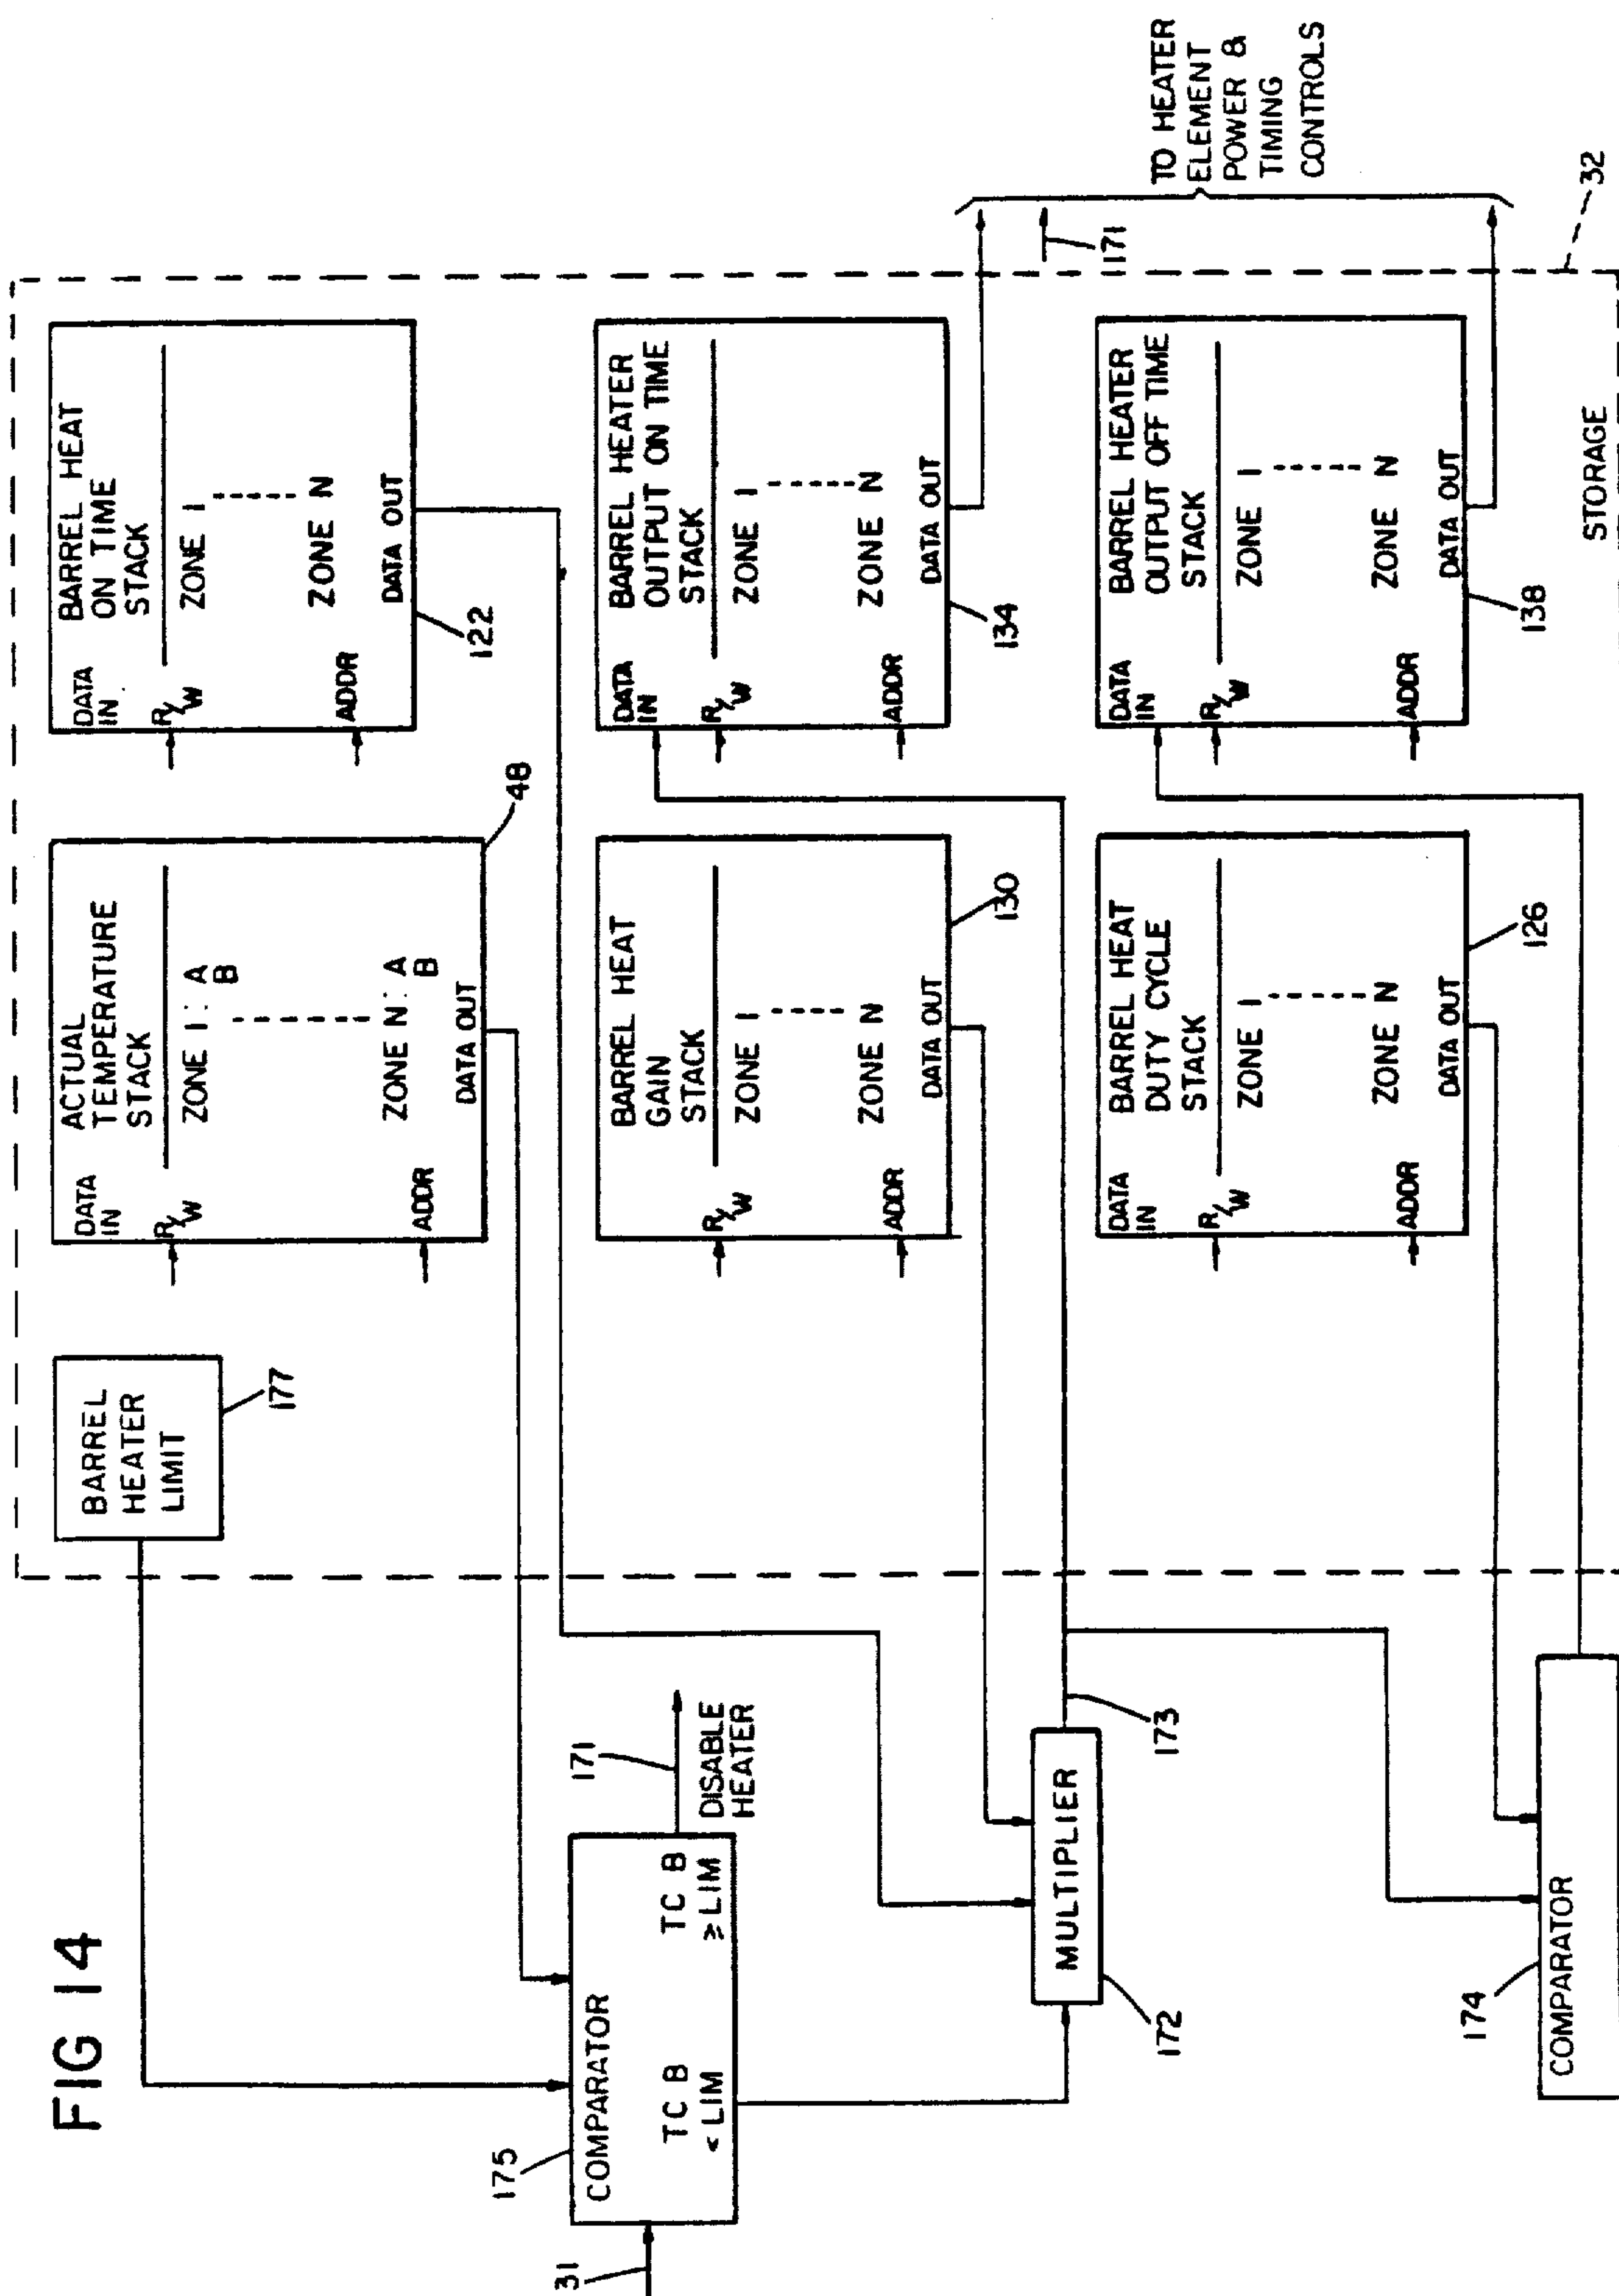 FIG 14
BARREL
HEATER
LIMIT
177
ACTUAL
TEMPERATURE
STACK
DATA
IN
R/W
ZONE 1: A
B
ZONE N: A
B
ADDR
DATA OUT
48
BARREL HEAT
ON TIME
STACK
DATA
IN
R/W
ZONE 1
ZONE N
ADDR
DATA OUT
122
31
175
COMPARATOR
TC B
< LIM
TC B
≥ LIM
171
DISABLE
HEATER
BARREL HEAT
GAIN
STACK
R/W
ZONE 1
ZONE N
ADDR
DATA OUT
130
BARREL HEATER
OUTPUT ON TIME
STACK
DATA
IN
R/W
ZONE 1
ZONE N
ADDR
DATA OUT
134
171
TO HEATER
ELEMENT
POWER &
TIMING
CONTROLS
MULTIPLIER
172
173
BARREL HEAT
DUTY CYCLE
STACK
DATA
IN
R/W
ZONE 1
ZONE N
ADDR
DATA OUT
126
BARREL HEATER
OUTPUT OFF TIME
STACK
DATA
IN
R/W
ZONE 1
ZONE N
ADDR
DATA OUT
138
174
COMPARATOR
STORAGE
32